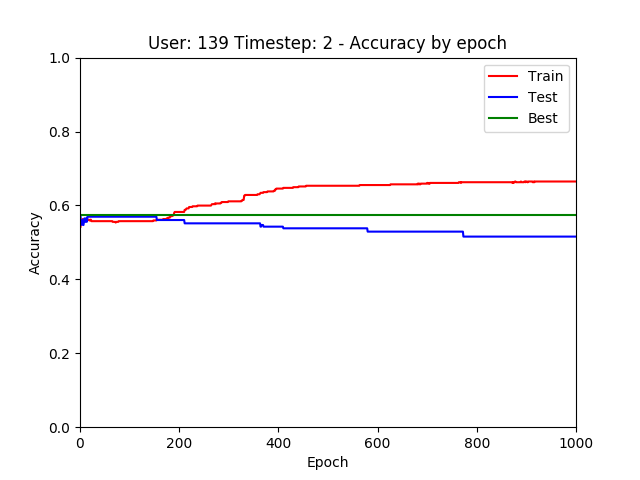 User: 139 Timestep: 2 - Accuracy by epoch
1.0
0.8
0.6
0.4
0.2
0.0
Accuracy
Train
Test
Best
0 200 400 600 800 1000
Epoch